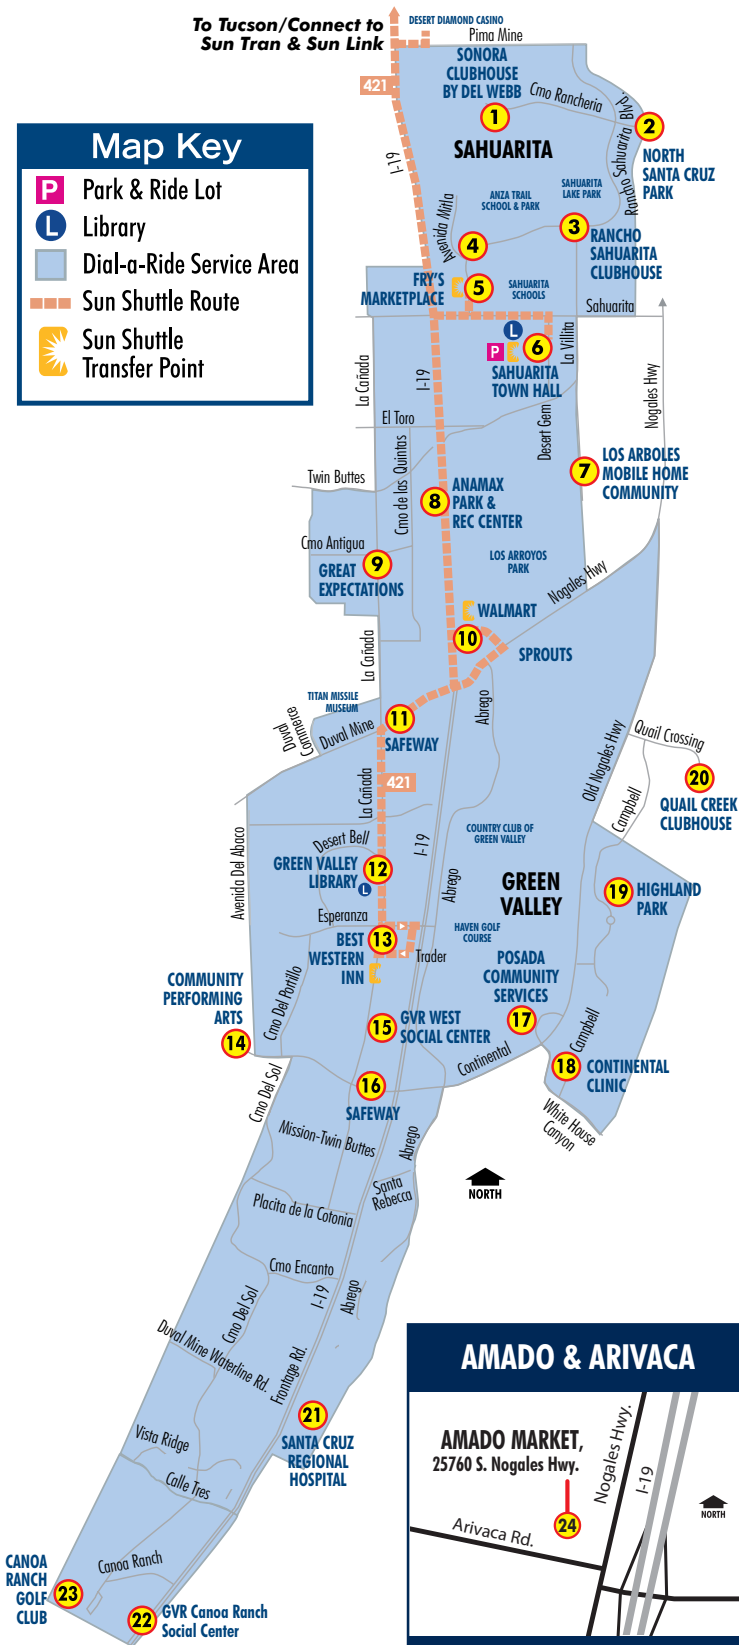 To Tucson/Connect to
Sun Tran & Sun Link
DESERT DIAMOND CASINO
Pima Mine
421
I-19
SONORA
CLUBHOUSE
BY DEL WEBB
1
Cmo Rancheria
Rancho Sahuarita Blvd.
2
NORTH
SANTA CRUZ
PARK
SAHUARITA
Map Key
P Park & Ride Lot
L Library
Dial-a-Ride Service Area
Sun Shuttle Route
Sun Shuttle
Transfer Point
Avenida Mitla
ANZA TRAIL
SCHOOL & PARK
SAHUARITA
LAKE PARK
3
RANCHO
SAHUARITA
CLUBHOUSE
4
FRY'S
MARKETPLACE
5
SAHUARITA
SCHOOLS
Sahuarita
L
P
6
SAHUARITA
TOWN HALL
La Villita
La Cañada
I-19
Nogales Hwy
El Toro
Desert Gem
Cmo de las Quintas
Twin Buttes
7
LOS ARBOLES
MOBILE HOME
COMMUNITY
8
ANAMAX
PARK &
REC CENTER
Cmo Antigua
9
GREAT
EXPECTATIONS
LOS ARROYOS
PARK
Nogales Hwy
WALMART
10
SPROUTS
La Cañada
TITAN MISSILE
MUSEUM
Duval
Commerce
Duval Mine
11
SAFEWAY
Abrego
Old Nogales Hwy
Quail Crossing
20
QUAIL CREEK
CLUBHOUSE
421
La Cañada
Campbell
Avenida Del Abaco
Desert Bell
I-19
COUNTRY CLUB OF
GREEN VALLEY
GREEN VALLEY
LIBRARY
12
L
Abrego
GREEN
VALLEY
19
HIGHLAND
PARK
Esperanza
13
BEST
WESTERN
INN
Trader
HAVEN GOLF
COURSE
POSADA
COMMUNITY
SERVICES
17
COMMUNITY
PERFORMING
ARTS
14
Cmo Del Portillo
15
GVR WEST
SOCIAL CENTER
Continental
Campbell
18
CONTINENTAL
CLINIC
White House
Canyon
16
SAFEWAY
Cmo Del Sol
Mission-Twin Buttes
Abrego
Santa
Rebecca
NORTH
Placita de la Cotonia
Cmo Encanto
I-19
Abrego
Cmo Del Sol
Duval Mine Waterline Rd.
Frontage Rd.
21
SANTA CRUZ
REGIONAL
HOSPITAL
Vista Ridge
Calle Tres
Canoa Ranch
CANOA
RANCH
GOLF
CLUB
23
22
GVR Canoa Ranch
Social Center
AMADO & ARIVACA
AMADO MARKET,
25760 S. Nogales Hwy.
24
Arivaca Rd.
Nogales Hwy.
I-19
NORTH